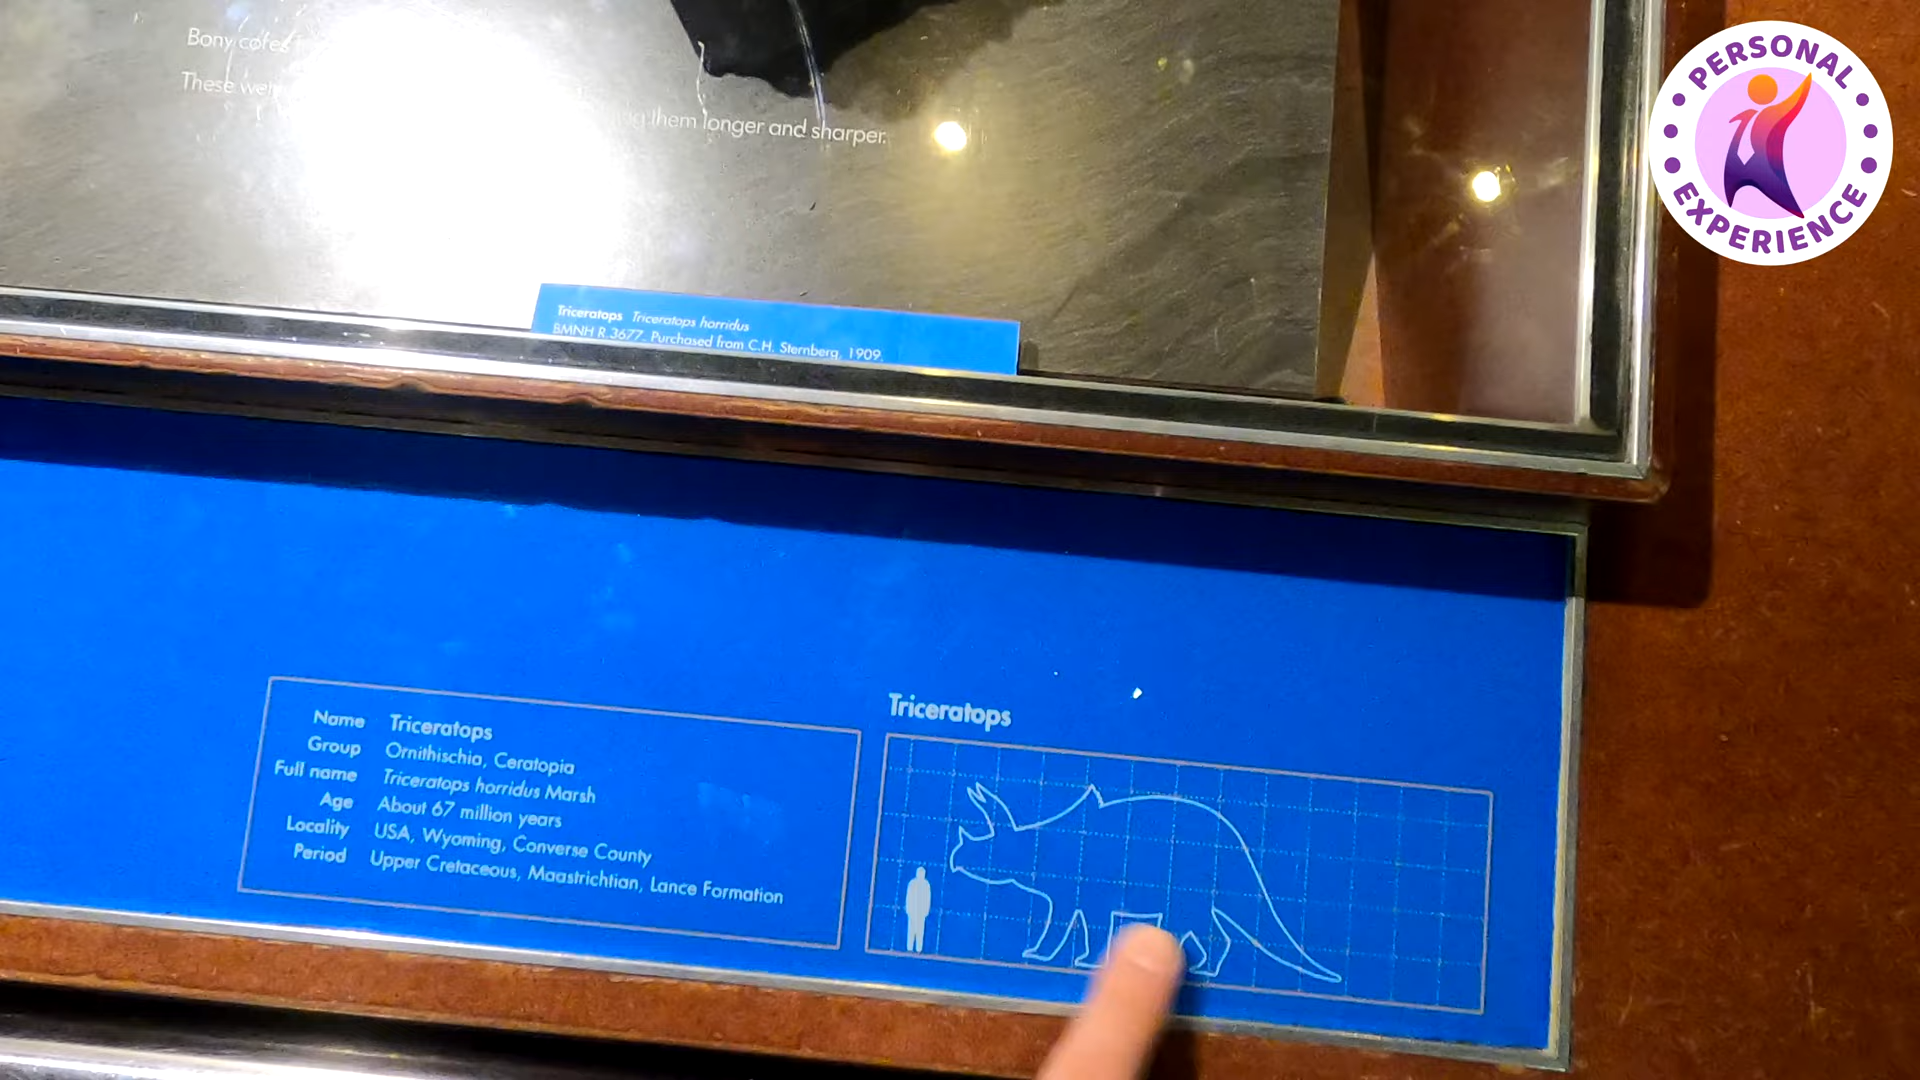 Bony cores
These
them longer and sharper.
Triceratops Triceratops horridus
BMNH R.3677. Purchased from C.H. Sternberg, 1909.
Name Triceratops
Group Ornithischia, Ceratopia
Full name Triceratops horridus Marsh
Age About 67 million years
Locality USA, Wyoming, Converse County
Period Upper Cretaceous, Maastrichtian, Lance Formation
Triceratops
PERSONAL
EXPERIENCE